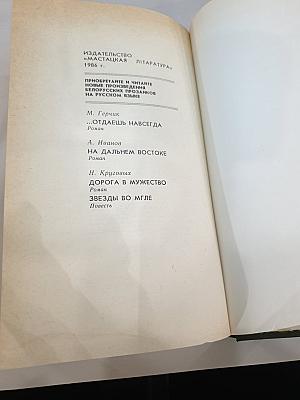 ИЗДАТЕЛЬСТВО
«МАСТАЦКАЯ ЛІТАРАТУРА»
1986 г.
ПРИОБРЕТАЙТЕ И ЧИТАЙТЕ
НОВЫЕ ПРОИЗВЕДЕНИЯ
БЕЛОРУССКИХ ПРОЗАИКОВ
НА РУССКОМ ЯЗЫКЕ
М. Герчик
...ОТДАЕШЬ НАВСЕГДА
Роман
А. Иванов
НА ДАЛЬНЕМ ВОСТОКЕ
Роман
Н. Круговых
ДОРОГА В МУЖЕСТВО
Роман
ЗВЕЗДЫ ВО МГЛЕ
Повесть